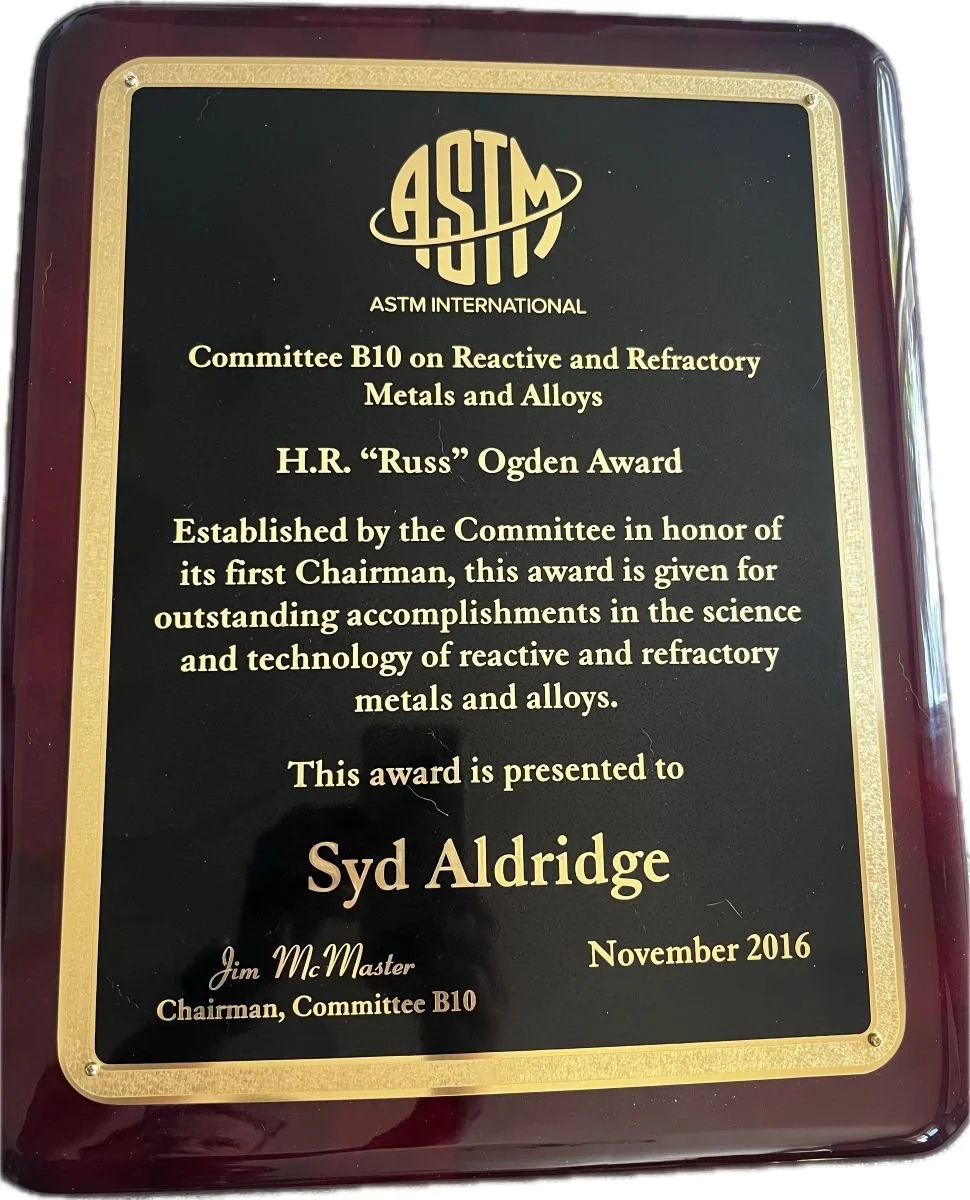 ASTM
ASTM INTERNATIONAL
Committee B10 on Reactive and Refractory
Metals and Alloys
H.R. “Russ” Ogden Award
Established by the Committee in honor of
its first Chairman, this award is given for
outstanding accomplishments in the science
and technology of reactive and refractory
metals and alloys.
This award is presented to
Syd Aldridge
Jim McMaster
Chairman, Committee B10
November 2016